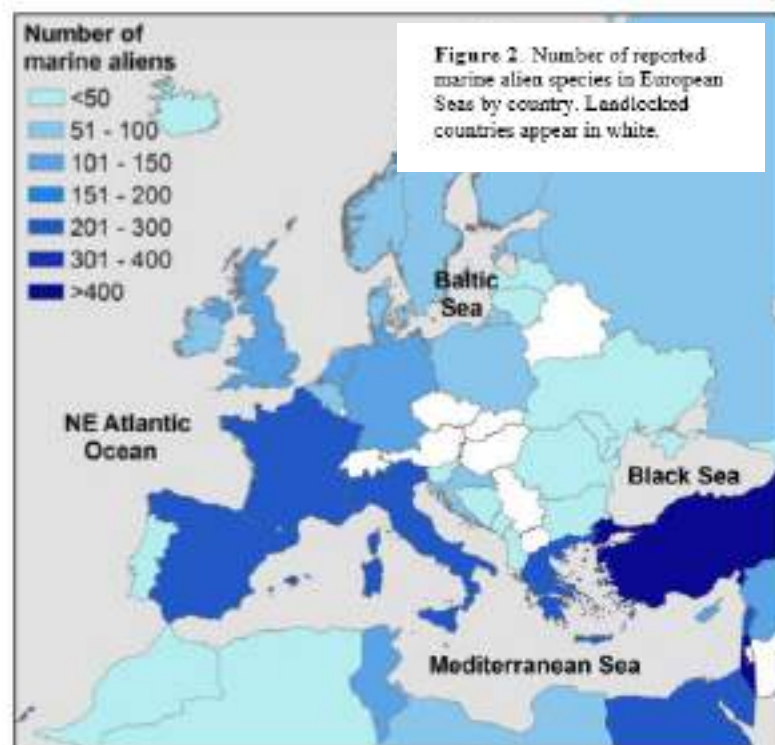 Number of
marine aliens
<50
51 - 100
101 - 150
151 - 200
201 - 300
301 - 400
>400
Figure 2. Number of reported
marine alien species in European
Seas by country. Landlocked
countries appear in white.
Baltic
Sea
NE Atlantic
Ocean
Black Sea
Mediterranean Sea